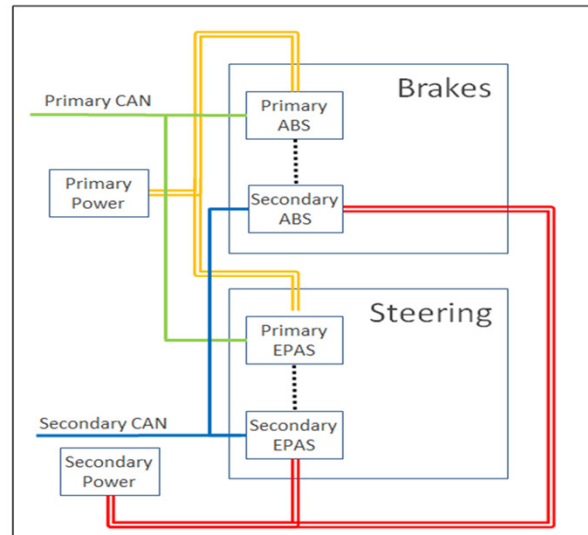 Brakes
Primary CAN
Primary
ABS
Primary
Power
Secondary
ABS
Steering
Primary
EPAS
Secondary CAN
Secondary
EPAS
Secondary
Power